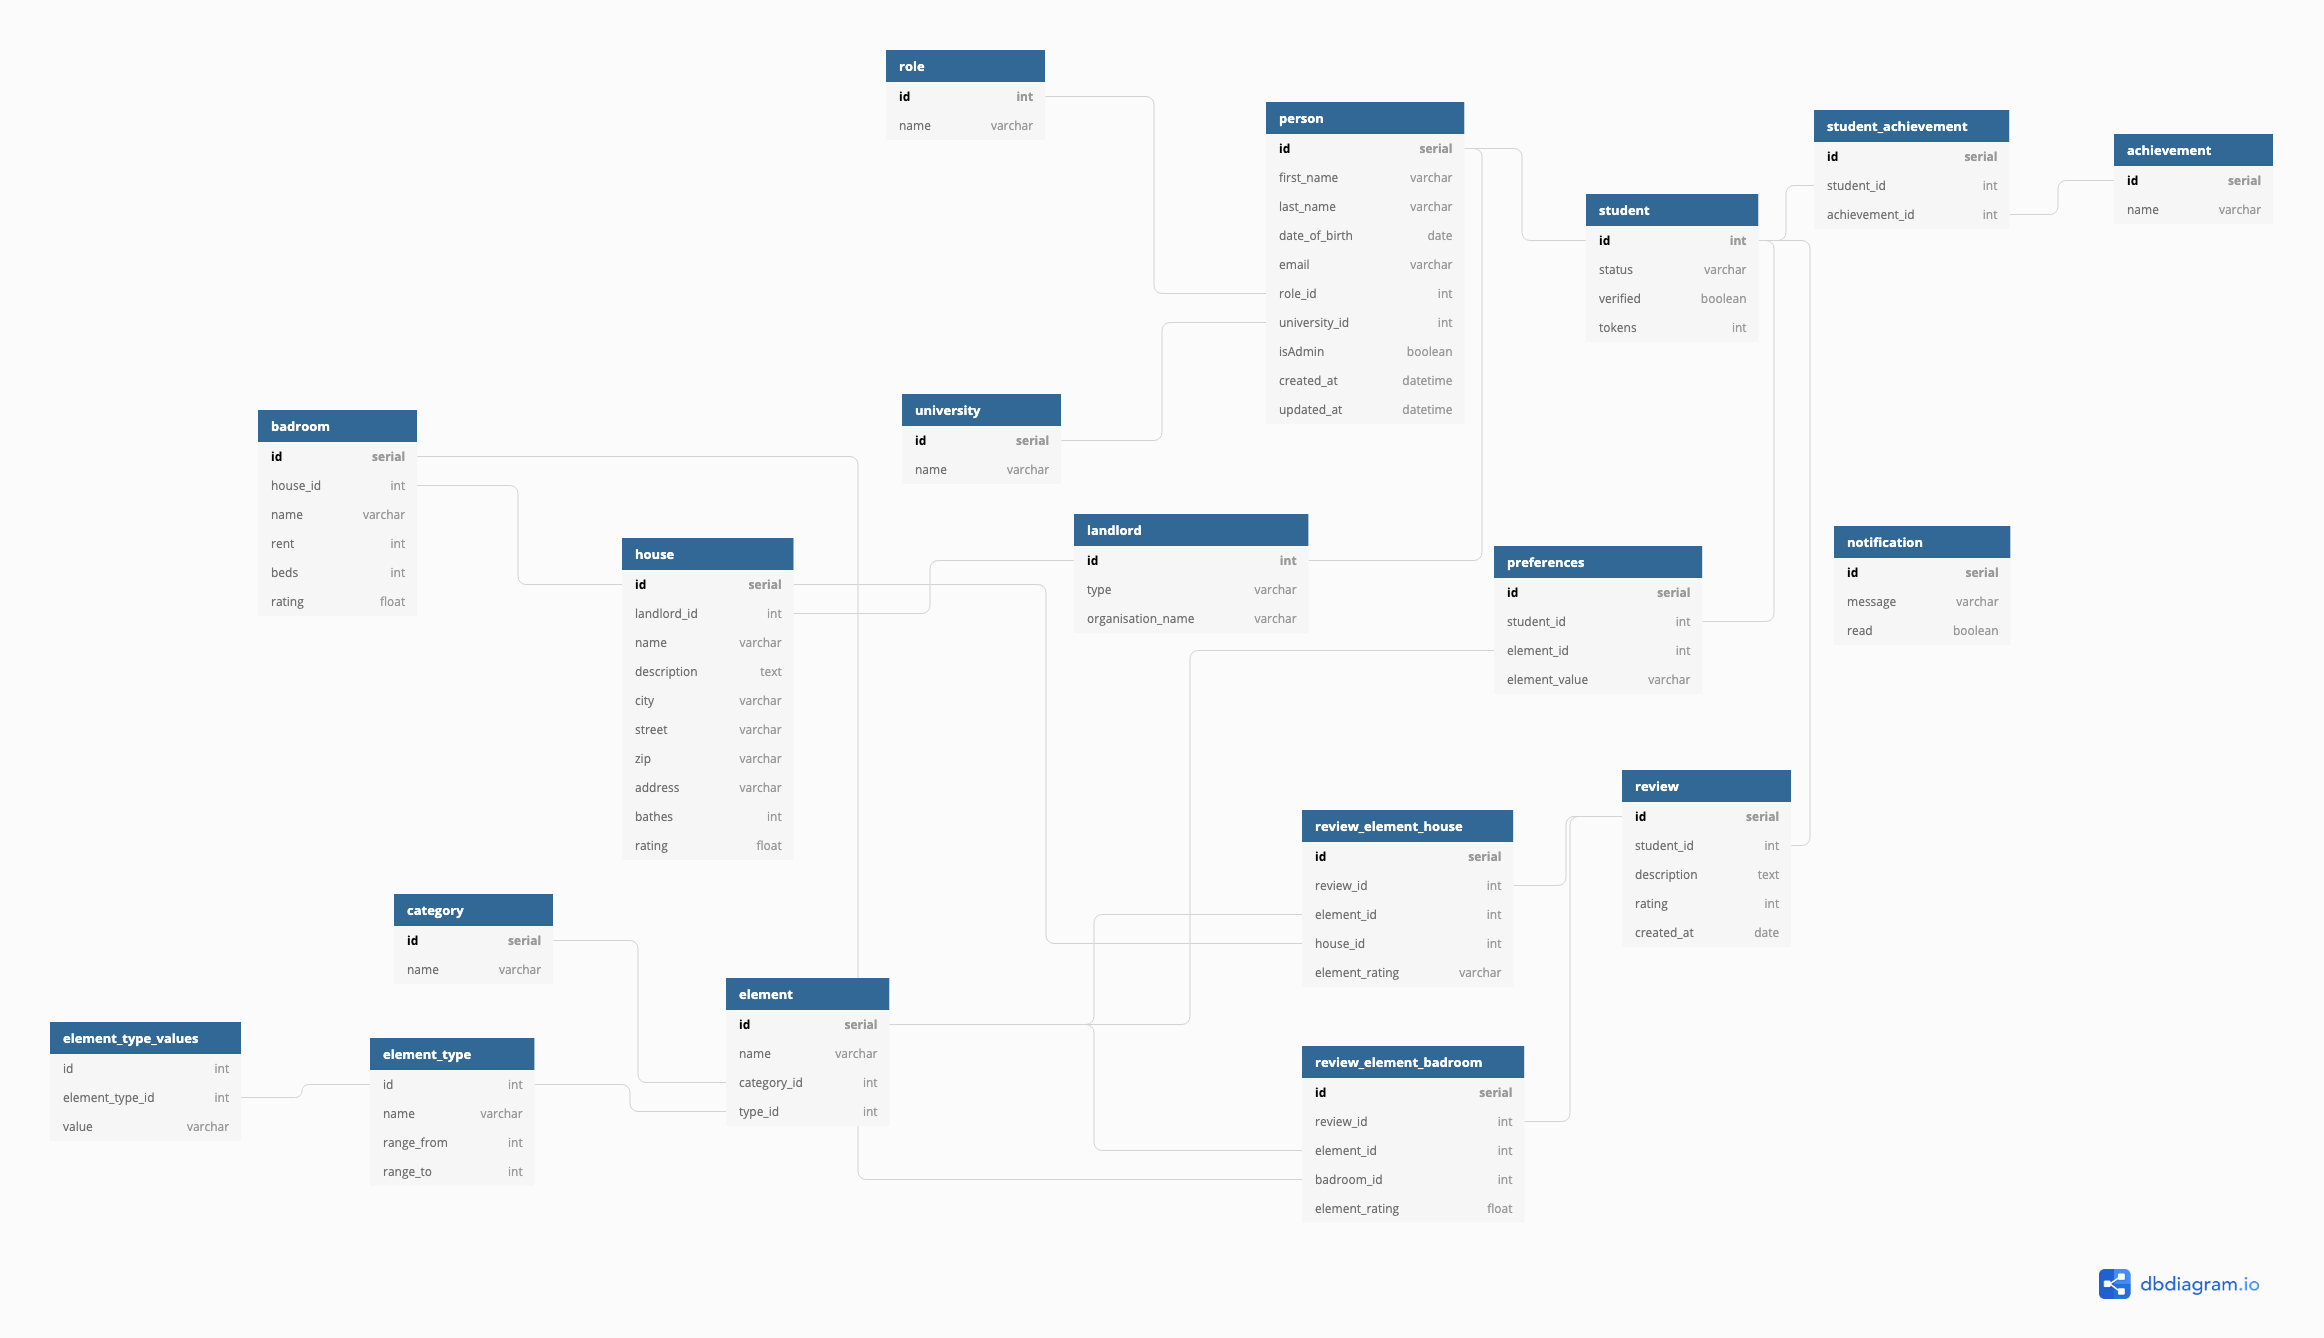 role
id int
name varchar
person
id serial
first_name varchar
last_name varchar
date_of_birth date
email varchar
role_id int
university_id int
isAdmin boolean
created_at datetime
updated_at datetime
student_achievement
id serial
student_id int
achievement_id int
achievement
id serial
name varchar
student
id int
status varchar
verified boolean
tokens int
university
id serial
name varchar
badroom
id serial
house_id int
name varchar
rent int
beds int
rating float
house
id serial
landlord_id int
name varchar
description text
city varchar
street varchar
zip varchar
address varchar
bathes int
rating float
landlord
id int
type varchar
organisation_name varchar
preferences
id serial
student_id int
element_id int
element_value varchar
notification
id serial
message varchar
read boolean
review
id serial
student_id int
description text
rating int
created_at date
review_element_house
id serial
review_id int
element_id int
house_id int
element_rating varchar
category
id serial
name varchar
element
id serial
name varchar
category_id int
type_id int
element_type_values
id int
element_type_id int
value varchar
element_type
id int
name varchar
range_from int
range_to int
review_element_badroom
id serial
review_id int
element_id int
badroom_id int
element_rating float
dbdiagram.io